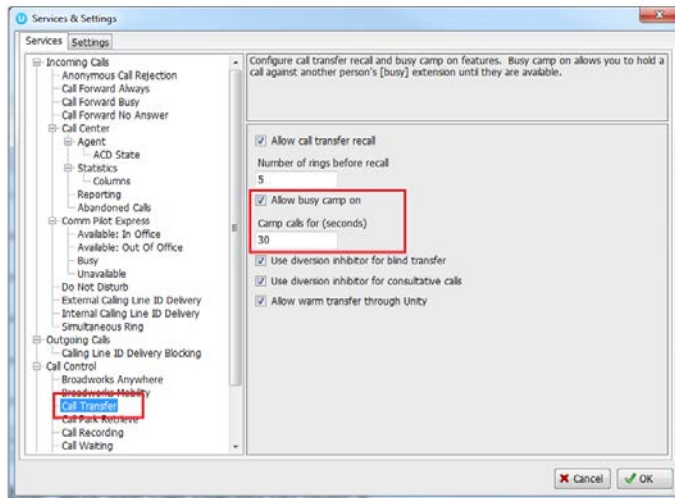 Services & Settings
Services Settings
Incoming Calls
Anonymous Call Rejection
Call Forward Always
Call Forward Busy
Call Forward No Answer
Call Center
Agent
ACD State
Statistics
Columns
Reporting
Abandoned Calls
Comm Pilot Express
Available: In Office
Available: Out Of Office
Busy
Unavailable
Do Not Disturb
External Calling Line ID Delivery
Internal Calling Line ID Delivery
Simultaneous Ring
Outgoing Calls
Calling Line ID Delivery Blocking
Call Control
Broadworks Anywhere
Broadworks Mobility
Call Transfer
Call Park Retrieve
Call Recording
Call Waiting
Configure call transfer recall and busy camp on features. Busy camp on allows you to hold a
call against another person's [busy] extension until they are available.
Allow call transfer recall
Number of rings before recall
5
Allow busy camp on
Camp calls for (seconds)
30
Use diversion inhibitor for blind transfer
Use diversion inhibitor for consultative calls
Allow warm transfer through Unity
Cancel OK